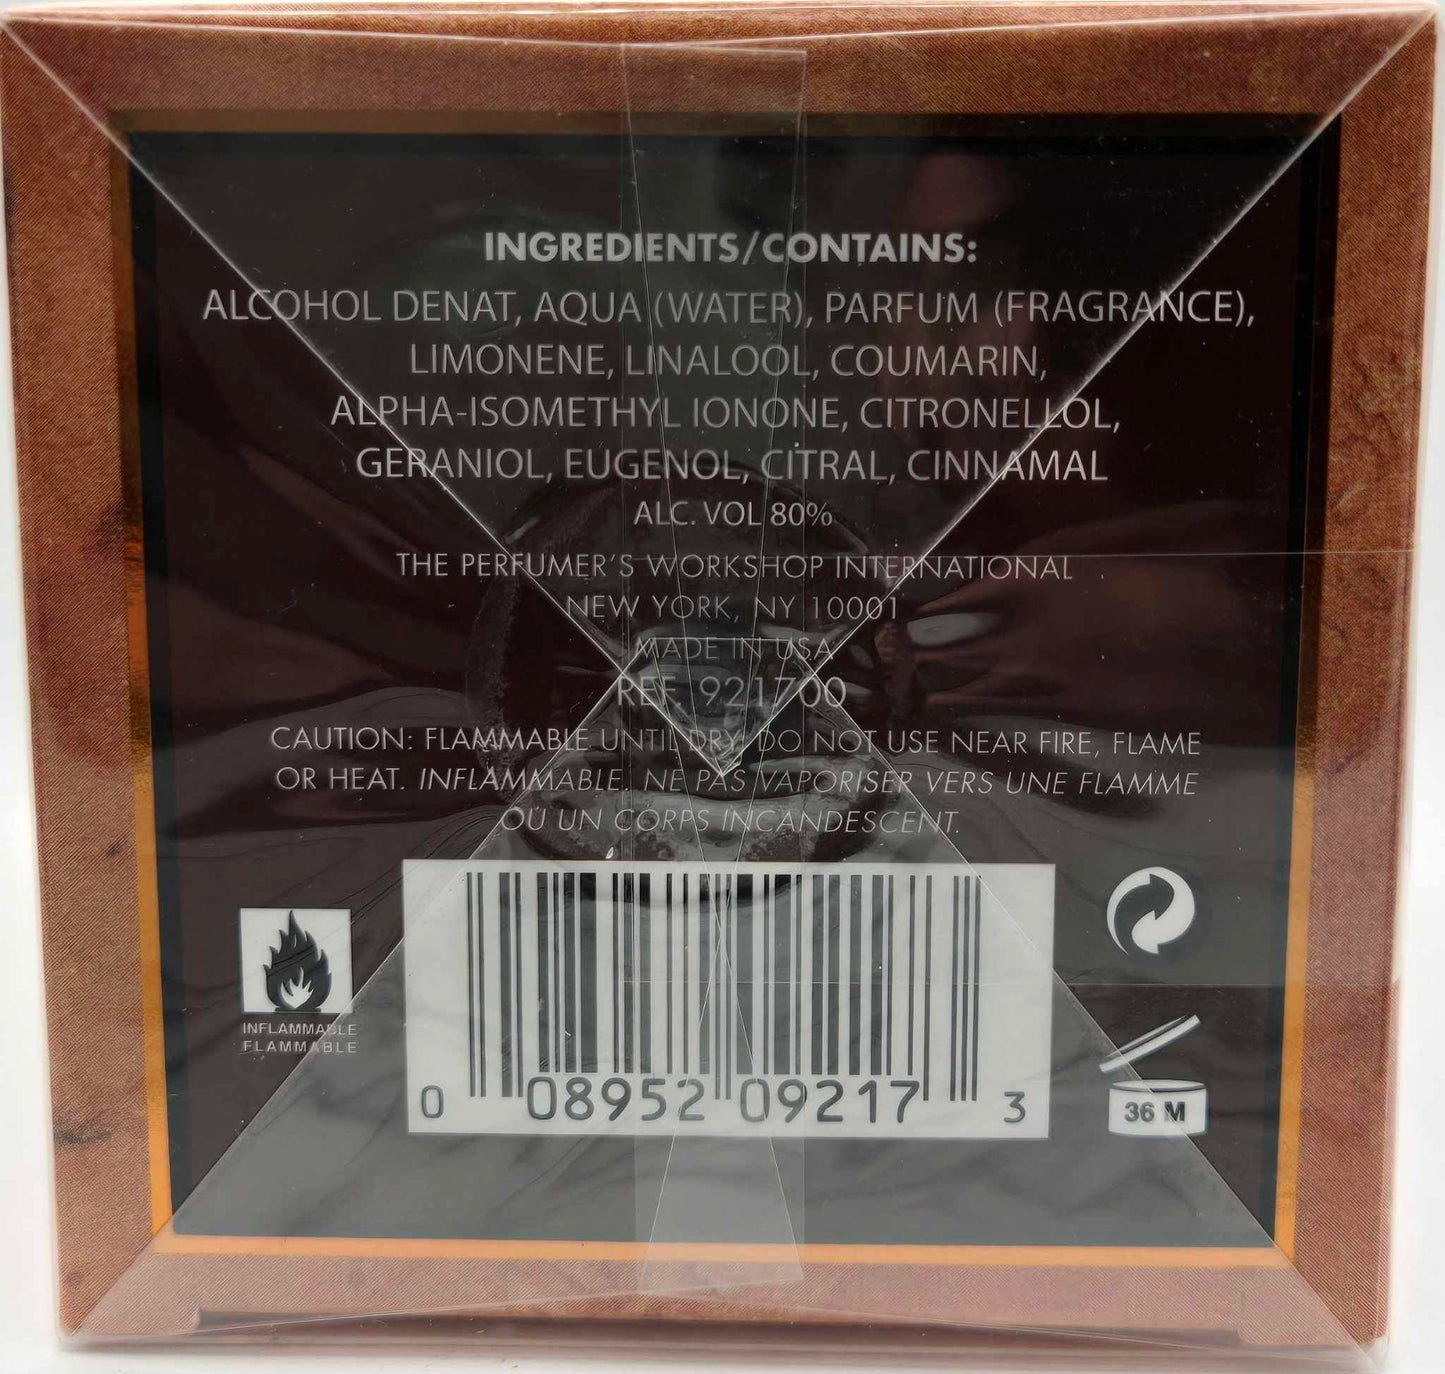 INGREDIENTS/CONTAINS:
ALCOHOL DENAT, AQUA (WATER), PARFUM (FRAGRANCE),
LIMONENE, LINALOOL, COUMARIN,
ALPHA-ISOMETHYL IONONE, CITRONELLOL,
GERANIOL, EUGENOL, CITRAL, CINNAMAL
ALC. VOL 80%
THE PERFUMER'S WORKSHOP INTERNATIONAL
NEW YORK, NY 10001
MADE IN USA
REF. 921700
CAUTION: FLAMMABLE UNTIL DRY. DO NOT USE NEAR FIRE, FLAME
OR HEAT. INFLAMMABLE. NE PAS VAPORISER VERS UNE FLAMME
OU UN CORPS INCANDESCENT.
INFLAMMABLE
FLAMMABLE
0 08952 09217 3
36 M